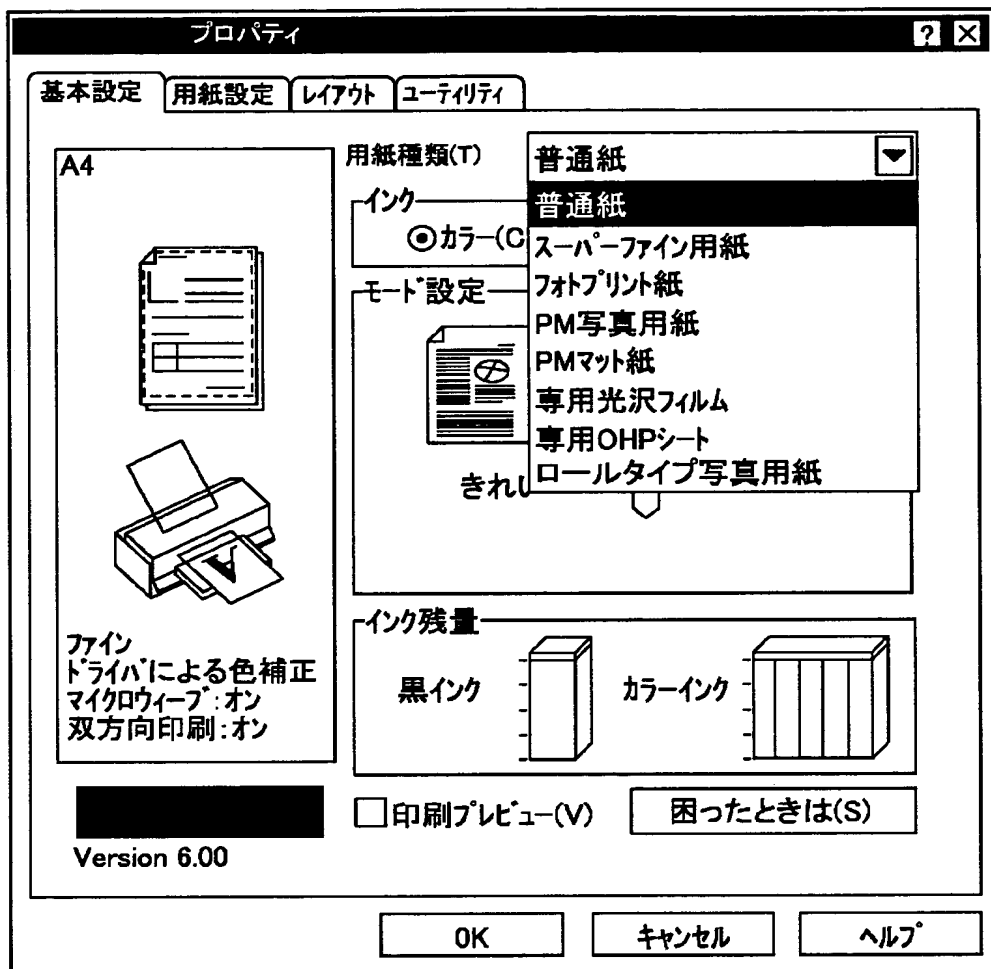 プロパティ
基本設定 用紙設定 レイアウト ユーティリティ
A4
用紙種類(T) 普通紙
普通紙
スーパーファイン用紙
フォトプリント紙
PM写真用紙
PMマット紙
専用光沢フィルム
専用OHPシート
ロールタイプ写真用紙
インク
カラー(C
モード設定
きれい
ファイン
ドライバによる色補正
マイクロウィーブ:オン
双方向印刷:オン
インク残量
黒インク カラーインク
印刷プレビュー(V) 困ったときは(S)
Version 6.00
OK キャンセル ヘルプ